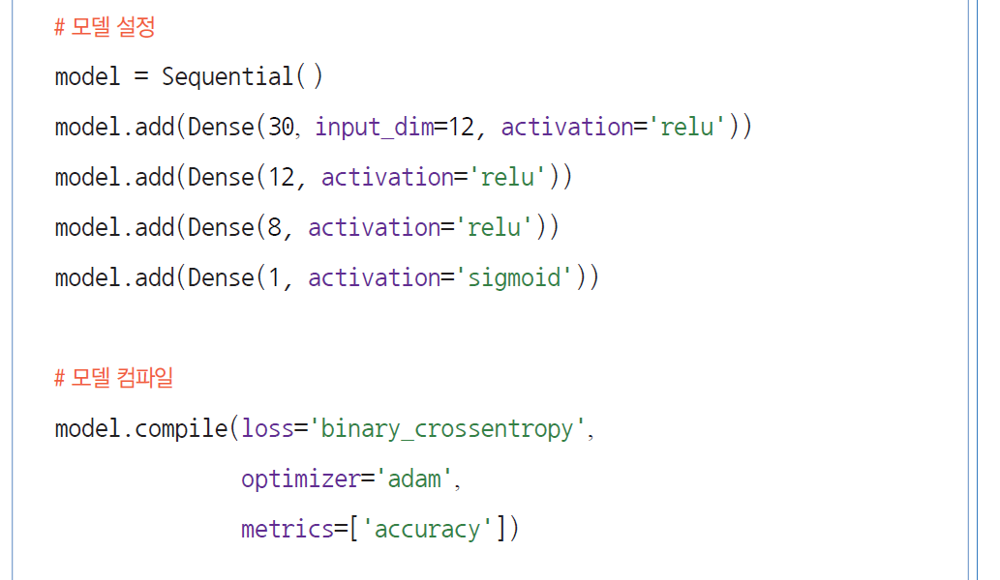 # 모델 설정
model = Sequential()
model.add(Dense(30, input_dim=12, activation='relu'))
model.add(Dense(12, activation='relu'))
model.add(Dense(8, activation='relu'))
model.add(Dense(1, activation='sigmoid'))
# 모델 컴파일
model.compile(loss='binary_crossentropy',
optimizer='adam',
metrics=['accuracy'])